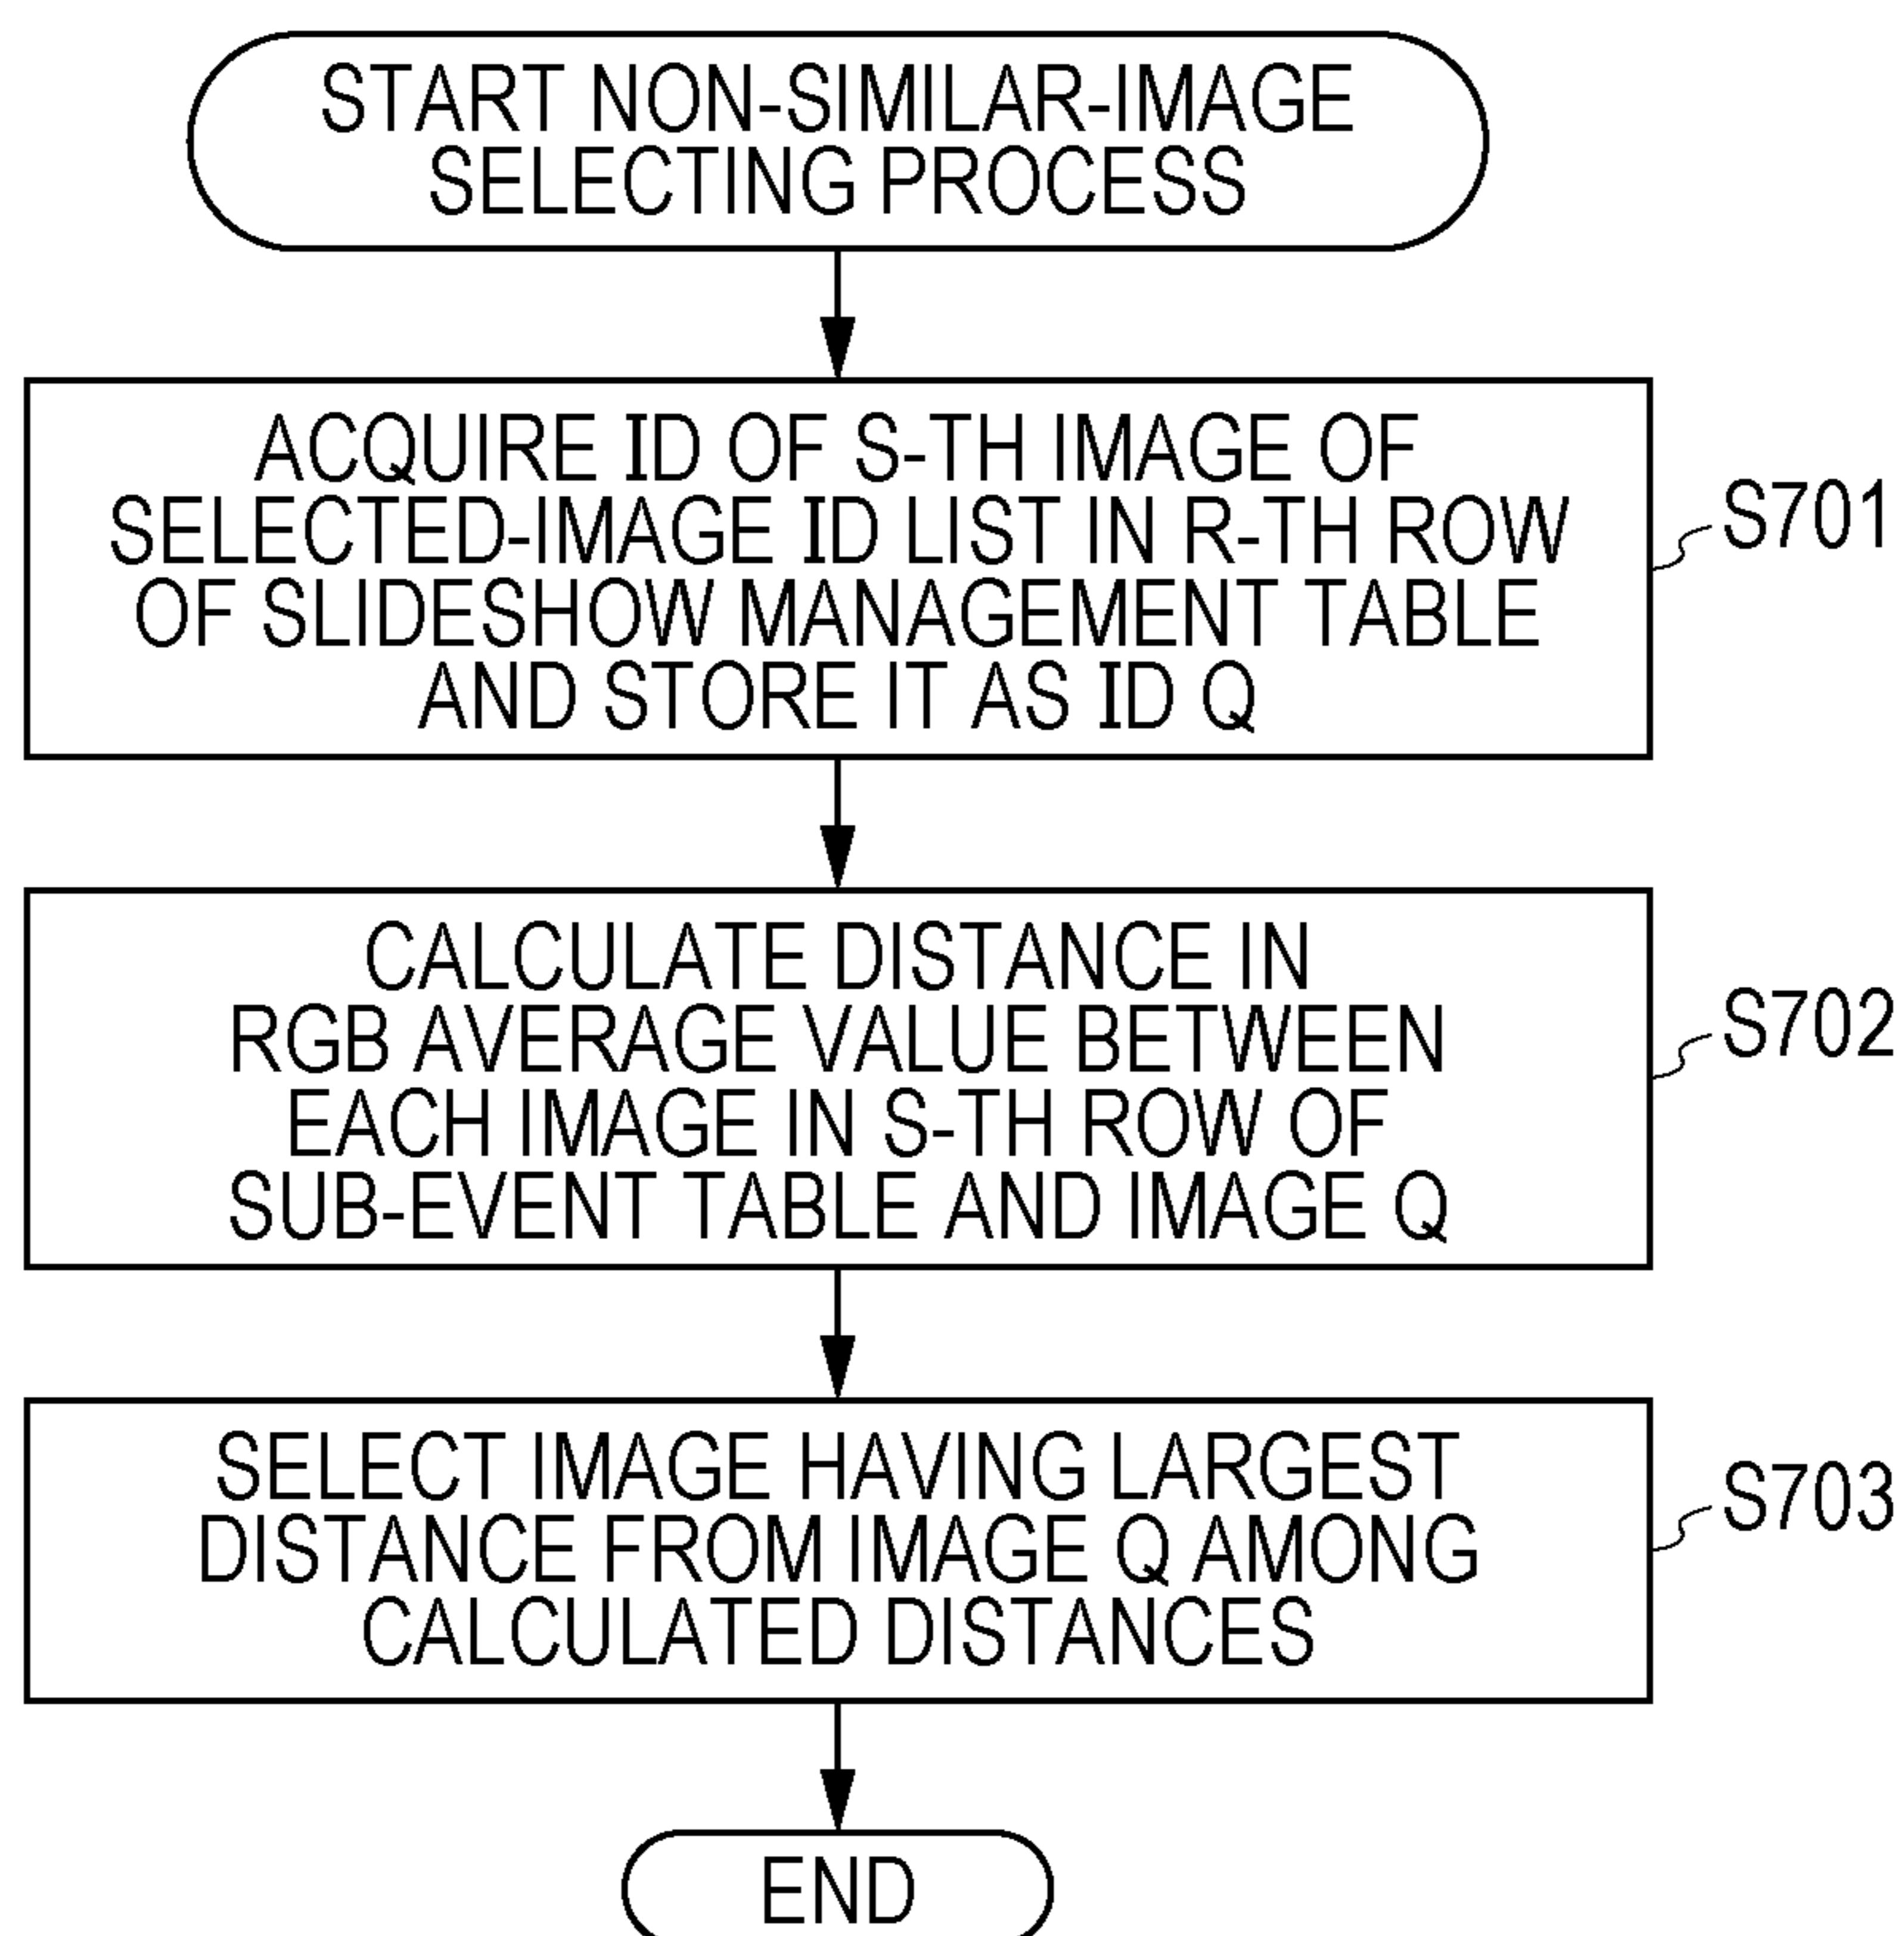 START NON-SIMILAR-IMAGE
SELECTING PROCESS
ACQUIRE ID OF S-TH IMAGE OF
SELECTED-IMAGE ID LIST IN R-TH ROW
OF SLIDESHOW MANAGEMENT TABLE
AND STORE IT AS ID Q
S701
CALCULATE DISTANCE IN
RGB AVERAGE VALUE BETWEEN
EACH IMAGE IN S-TH ROW OF
SUB-EVENT TABLE AND IMAGE Q
S702
SELECT IMAGE HAVING LARGEST
DISTANCE FROM IMAGE Q AMONG
CALCULATED DISTANCES
S703
END